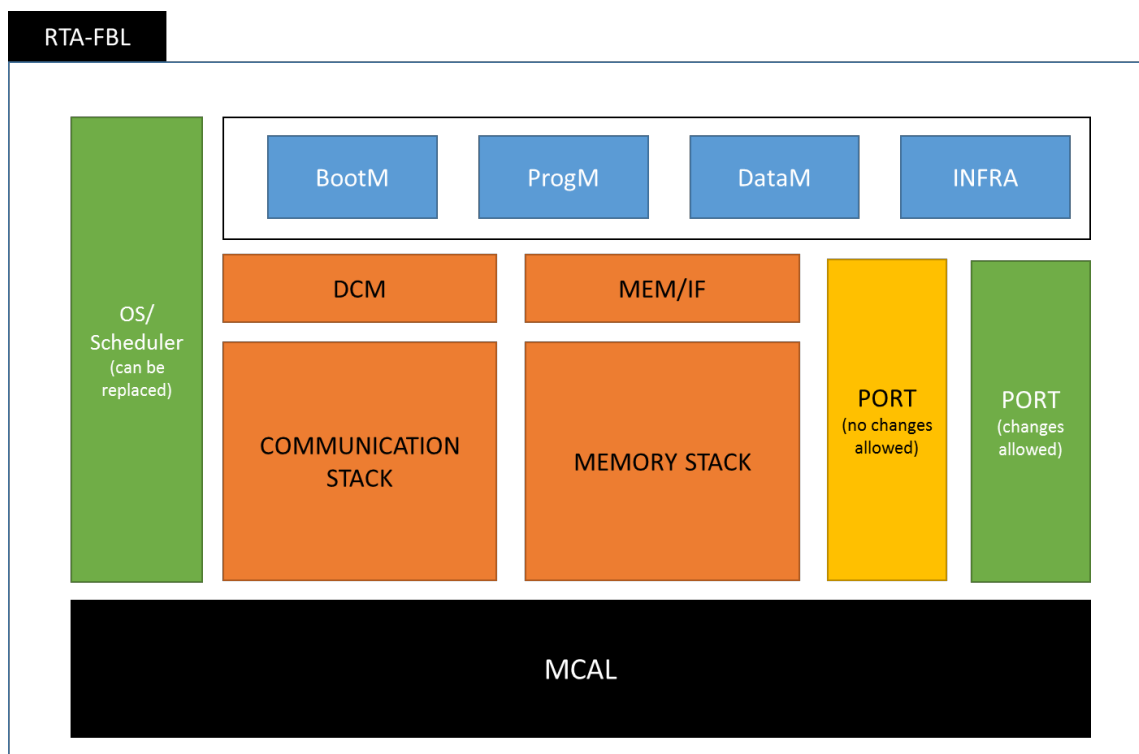 RTA-FBL
BootM
ProgM
DataM
INFRA
OS/
Scheduler
(can be
replaced)
DCM
MEM/IF
COMMUNICATION
STACK
MEMORY STACK
PORT
(no changes
allowed)
PORT
(changes
allowed)
MCAL